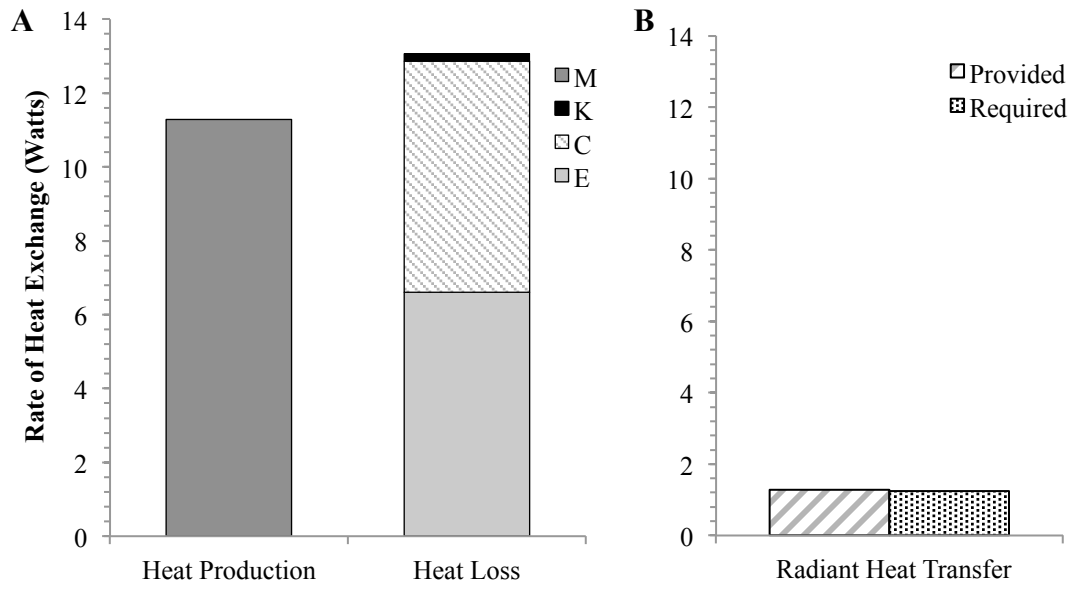 A
Rate of Heat Exchange (Watts)
14
12
10
8
6
4
2
0
M
K
C
E
Heat Production
Heat Loss
B
14
12
10
8
6
4
2
0
Provided
Required
Radiant Heat Transfer